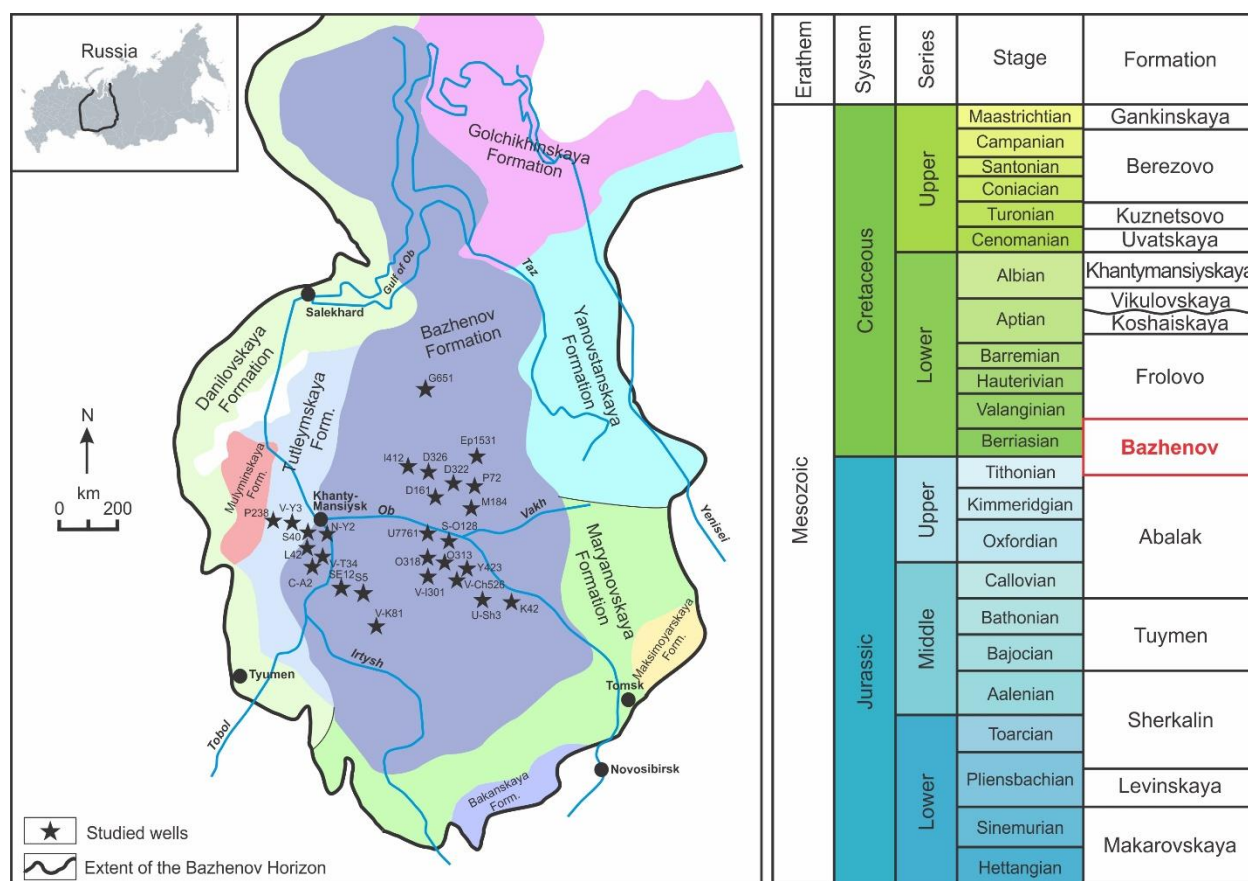 Russia
N
km
0 200
Golchikhinskaya
Formation
Gulf of Ob
Taz
Salekhard
Danilovskaya
Formation
Bazhenov
Formation
Yanovstanskaya
Formation
Tutleymskaya
Form.
Mulyminskaya
Form.
G651
Ep1531
I412
D326
D322
P72
D161
M184
Khanty-
Mansiysk
Ob
Vakh
Yenisei
P238
V-Y3
N-Y2
S40
L42
V-T34
C-A2
SE12
S5
V-K81
U7761
S-O128
O318
O313
Y423
V-I301
V-Ch526
U-Sh3
K42
Maryanovskaya
Formation
Maksimoyarskaya
Form.
Irtysh
Tyumen
Tobol
Tomsk
Novosibirsk
Bakanskaya
Form.
Studied wells
Extent of the Bazhenov Horizon
Erathem
System
Series
Stage
Formation
Mesozoic
Cretaceous
Jurassic
Upper
Lower
Upper
Middle
Lower
Maastrichtian
Campanian
Santonian
Coniacian
Turonian
Cenomanian
Albian
Aptian
Barremian
Hauterivian
Valanginian
Berriasian
Tithonian
Kimmeridgian
Oxfordian
Callovian
Bathonian
Bajocian
Aalenian
Toarcian
Pliensbachian
Sinemurian
Hettangian
Gankinskaya
Berezovo
Kuznetsovo
Uvatskaya
Khantymansiyskaya
Vikulovskaya
Koshaiskaya
Frolovo
Bazhenov
Abalak
Tuymen
Sherkalin
Levinskaya
Makarovskaya